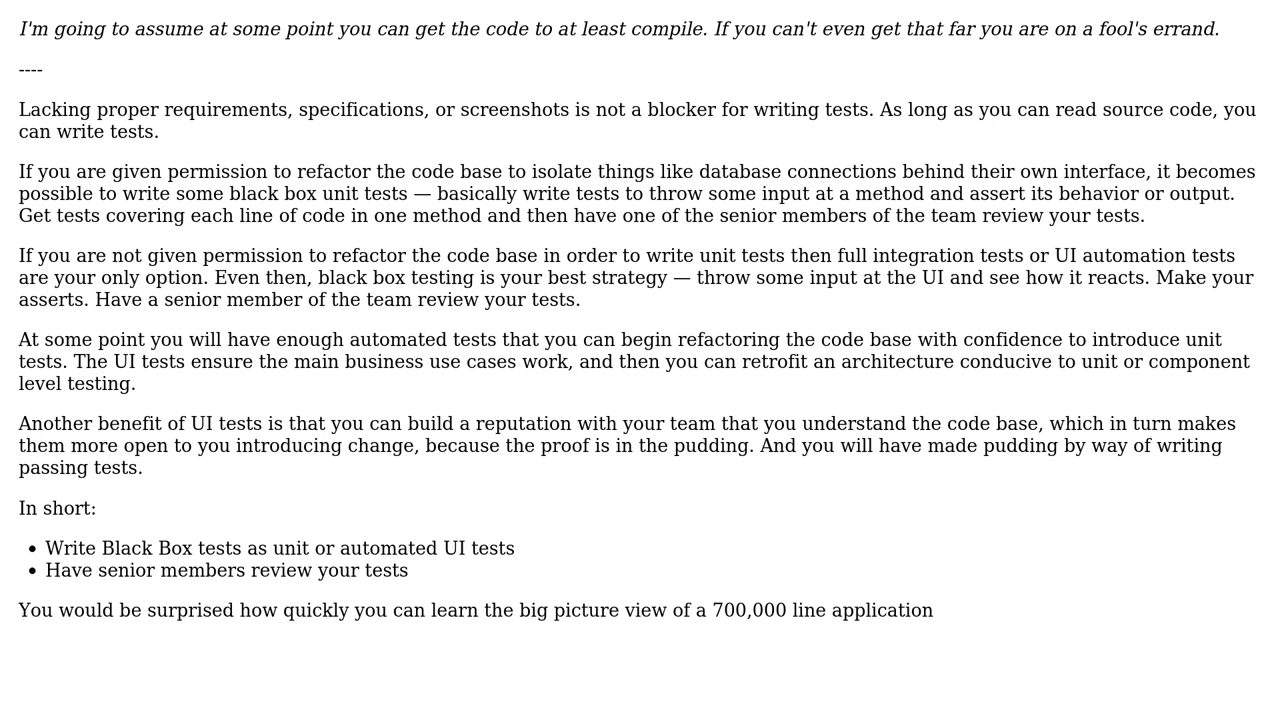 I'm going to assume at some point you can get the code to at least compile. If you can't even get that far you are on a fool's errand.
----
Lacking proper requirements, specifications, or screenshots is not a blocker for writing tests. As long as you can read source code, you
can write tests.
If you are given permission to refactor the code base to isolate things like database connections behind their own interface, it becomes
possible to write some black box unit tests — basically write tests to throw some input at a method and assert its behavior or output.
Get tests covering each line of code in one method and then have one of the senior members of the team review your tests.
If you are not given permission to refactor the code base in order to write unit tests then full integration tests or UI automation tests
are your only option. Even then, black box testing is your best strategy — throw some input at the UI and see how it reacts. Make your
asserts. Have a senior member of the team review your tests.
At some point you will have enough automated tests that you can begin refactoring the code base with confidence to introduce unit
tests. The UI tests ensure the main business use cases work, and then you can retrofit an architecture conducive to unit or component
level testing.
Another benefit of UI tests is that you can build a reputation with your team that you understand the code base, which in turn makes
them more open to you introducing change, because the proof is in the pudding. And you will have made pudding by way of writing
passing tests.
In short:
• Write Black Box tests as unit or automated UI tests
• Have senior members review your tests
You would be surprised how quickly you can learn the big picture view of a 700,000 line application